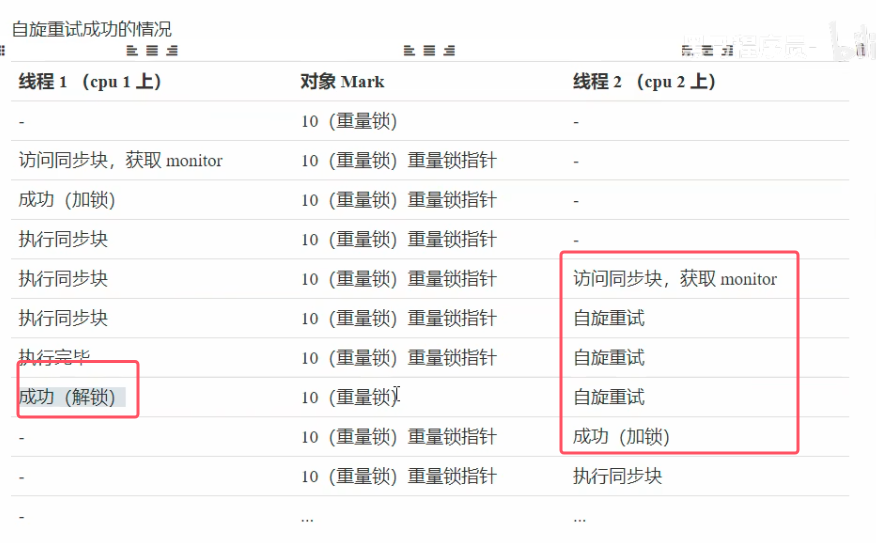 自旋重试成功的情况
线程 1 （cpu 1 上） 对象 Mark 线程 2 （cpu 2 上）
- 10（重量锁） -
访问同步块，获取 monitor 10（重量锁）重量锁指针 -
成功（加锁） 10（重量锁）重量锁指针 -
执行同步块 10（重量锁）重量锁指针 -
执行同步块 10（重量锁）重量锁指针 访问同步块，获取 monitor
执行同步块 10（重量锁）重量锁指针 自旋重试
执行完毕 10（重量锁）重量锁指针 自旋重试
成功（解锁） 10（重量锁） 自旋重试
- 10（重量锁）重量锁指针 成功（加锁）
- 10（重量锁）重量锁指针 执行同步块
- ... ...